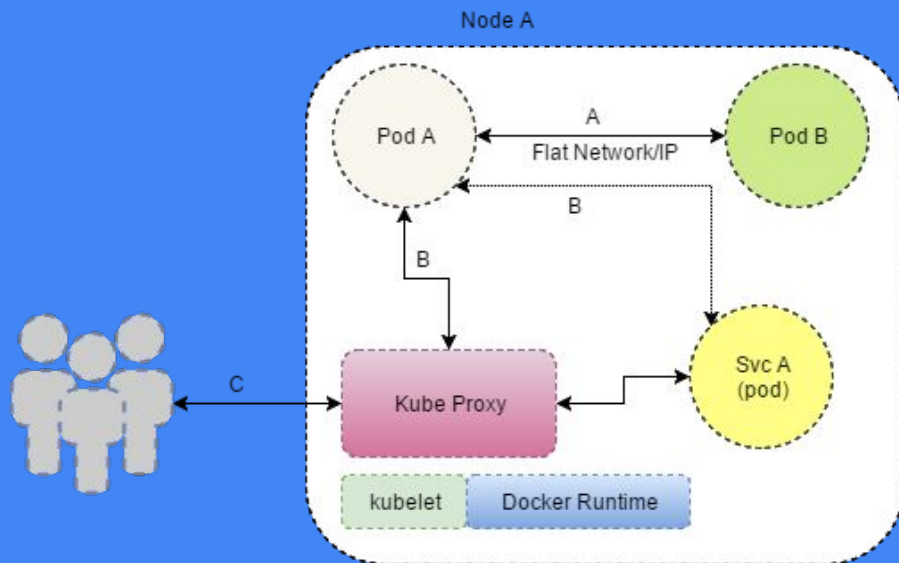 Node A
Pod A
A
Flat Network/IP
Pod B
B
B
C
Kube Proxy
Svc A
(pod)
kubelet
Docker Runtime